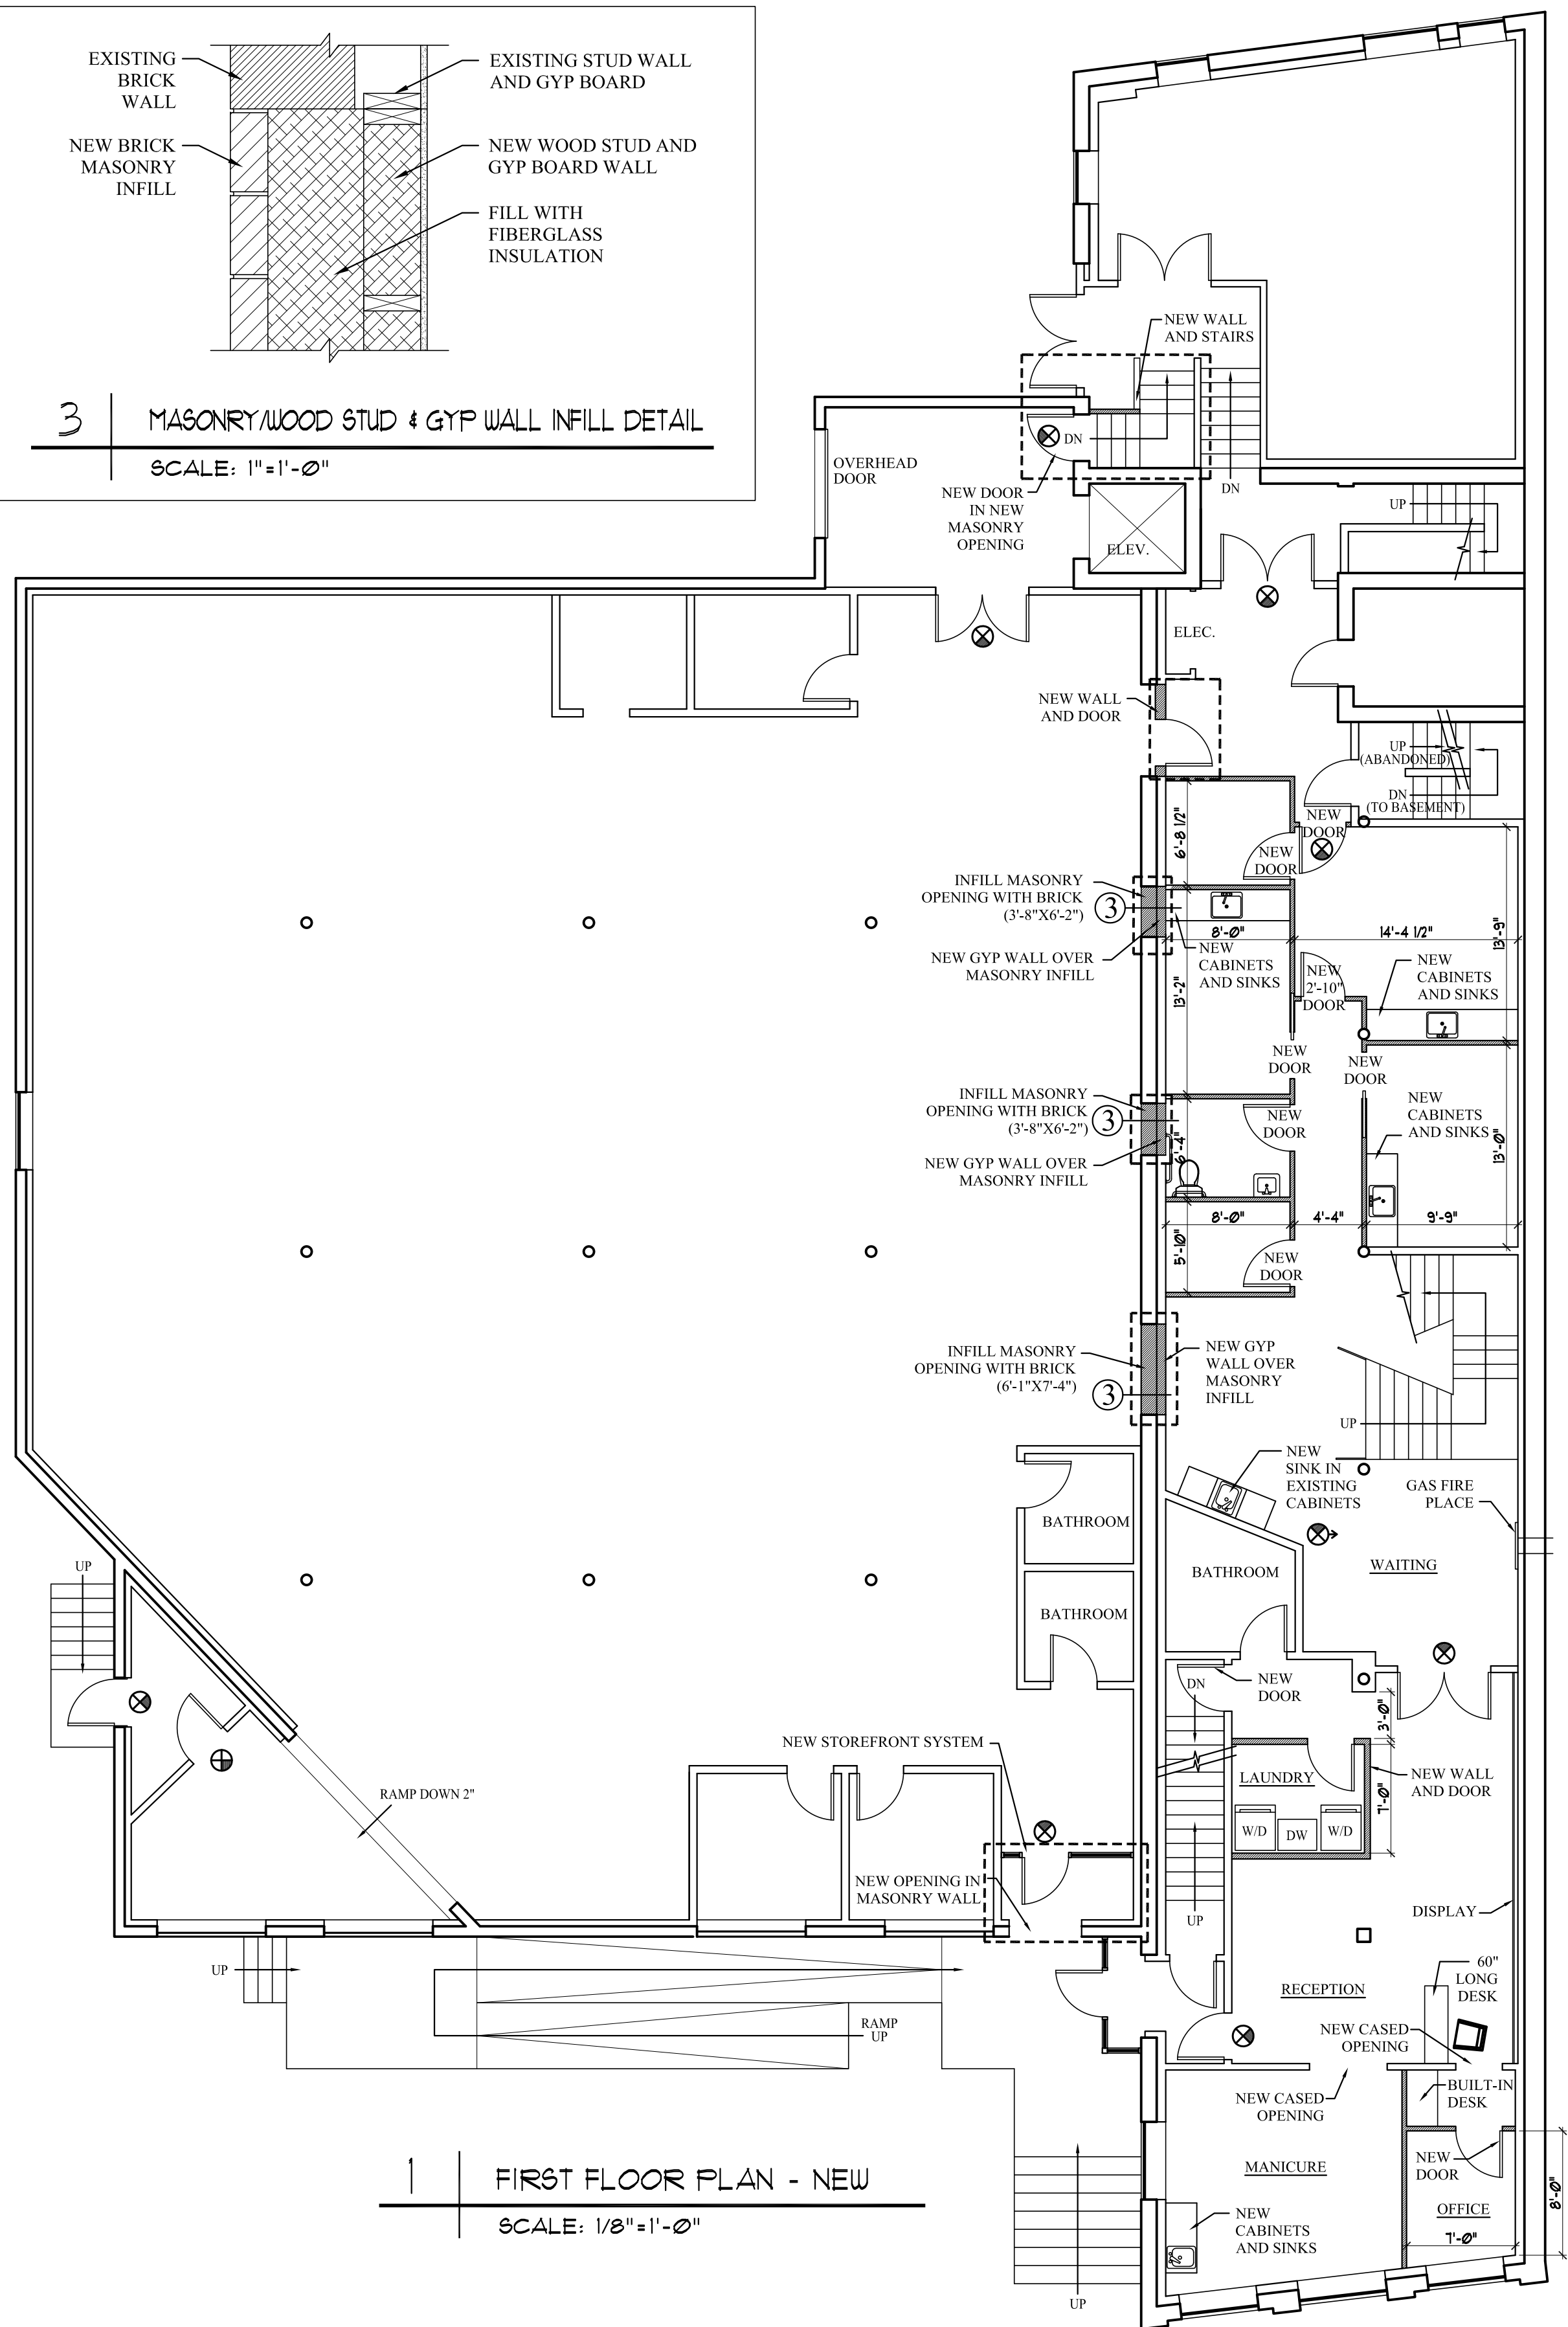 EXISTING
BRICK
WALL
NEW BRICK
MASONRY
INFILL
EXISTING STUD WALL
AND GYP BOARD
NEW WOOD STUD AND
GYP BOARD WALL
FILL WITH
FIBERGLASS
INSULATION
3
MASONRY/WOOD STUD & GYP WALL INFILL DETAIL
SCALE: 1"=1'-0"
NEW WALL
AND STAIRS
DN
DN
OVERHEAD
DOOR
NEW DOOR
IN NEW
MASONRY
OPENING
ELEV.
UP
ELEC.
NEW WALL
AND DOOR
UP
(ABANDONED)
DN
(TO BASEMENT)
NEW
DOOR
NEW
DOOR
6'-8 1/2"
INFILL MASONRY
OPENING WITH BRICK
(3'-8"X6'-2")
3
NEW GYP WALL OVER
MASONRY INFILL
8'-0"
14'-4 1/2"
13'-9"
NEW
CABINETS
AND SINKS
NEW
2'-10"
DOOR
NEW
CABINETS
AND SINKS
13'-2"
NEW
DOOR
NEW
DOOR
INFILL MASONRY
OPENING WITH BRICK
(3'-8"X6'-2")
3
NEW GYP WALL OVER
MASONRY INFILL
NEW
DOOR
NEW
CABINETS
AND SINKS
6'-4"
13'-0"
8'-0"
4'-4"
9'-9"
5'-10"
NEW
DOOR
INFILL MASONRY
OPENING WITH BRICK
(6'-1"X7'-4")
3
NEW GYP
WALL OVER
MASONRY
INFILL
UP
NEW
SINK IN
EXISTING
CABINETS
GAS FIRE
PLACE
BATHROOM
BATHROOM
WAITING
BATHROOM
UP
DN
NEW
DOOR
3'-0"
NEW STOREFRONT SYSTEM
LAUNDRY
NEW WALL
AND DOOR
7'-0"
RAMP DOWN 2"
W/D
DW
W/D
NEW OPENING IN
MASONRY WALL
UP
DISPLAY
UP
60"
LONG
DESK
RECEPTION
RAMP
UP
NEW CASED
OPENING
NEW CASED
OPENING
BUILT-IN
DESK
1
FIRST FLOOR PLAN - NEW
SCALE: 1/8"=1'-0"
MANICURE
NEW
DOOR
OFFICE
8'-0"
7'-0"
NEW
CABINETS
AND SINKS
UP